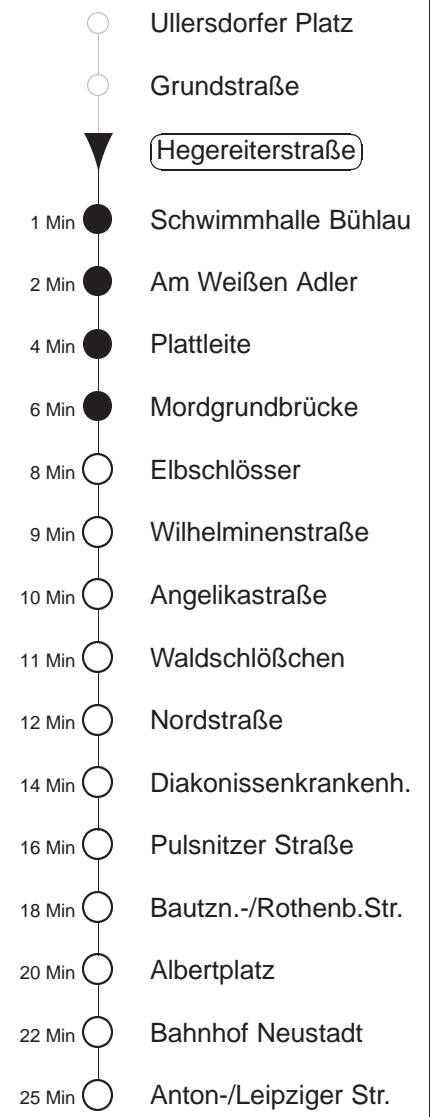 Ullersdorfer Platz
Grundstraße
Hegereiterstraße
1 Min Schwimmhalle Bühlau
2 Min Am Weißen Adler
4 Min Plattleite
6 Min Mordgrundbrücke
8 Min Elbschlösser
9 Min Wilhelminenstraße
10 Min Angelikastraße
11 Min Waldschlößchen
12 Min Nordstraße
14 Min Diakonissenkrankenh.
16 Min Pulsnitzer Straße
18 Min Bautzn.-/Rothenb.Str.
20 Min Albertplatz
22 Min Bahnhof Neustadt
25 Min Anton-/Leipziger Str.